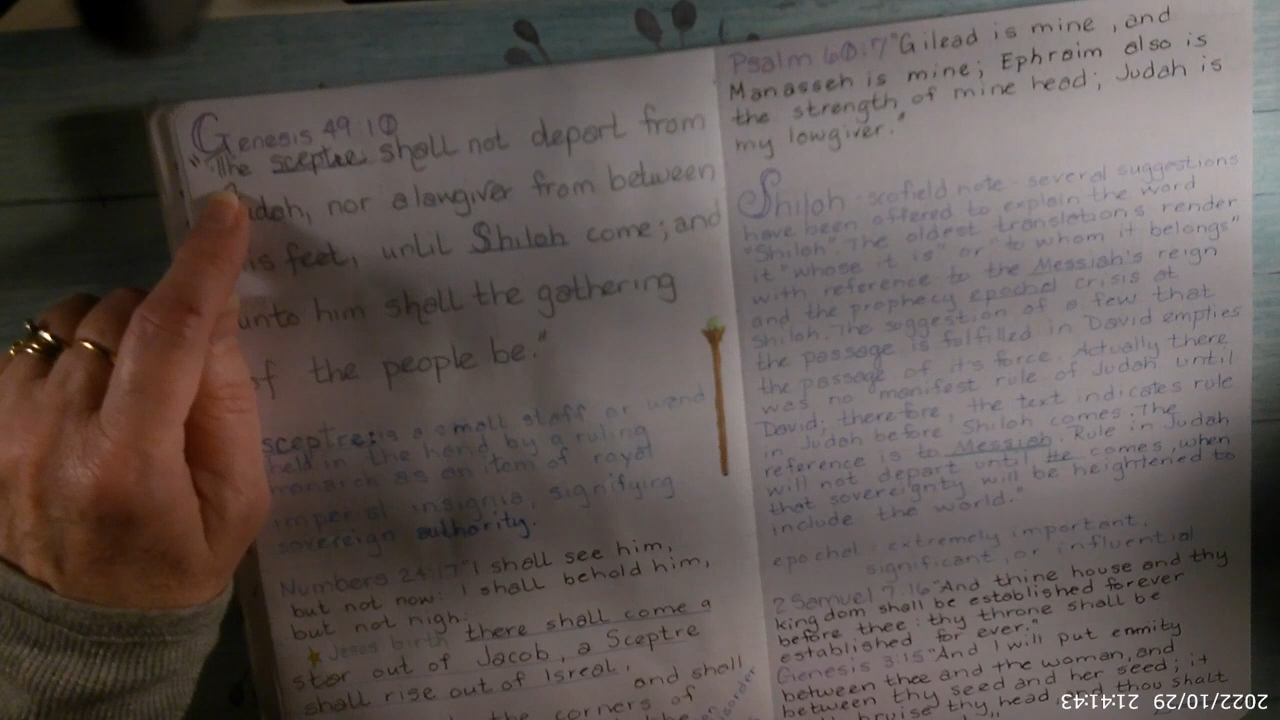 Genesis 49:10
"The sceptre shall not depart from
dah, nor a lawgiver from between
is feet, until Shiloh come; and
unto him shall the gathering
of the people be."
sceptre: is a small staff or wand
held in the hand by a ruling
monarch as an item of royal
imperial insignia, signifying
sovereign authority.
Numbers 24:17 "I shall see him,
but not now: I shall behold him,
but not nigh:
Jesus birth there shall come a
star out of Jacob, a Sceptre
shall rise out of Isreal,
and shall
the corners of
Psalm 60:7 "Gilead is mine, and
Manasseh is mine; Ephraim also is
the strength of mine head; Judah is
my lawgiver."
Shiloh - scofield note - several suggestions
have been offered to explain the word
"Shiloh". The oldest translations render
it "whose it is" or "to whom it belongs"
with reference to the Messiah's reign
and the prophecy epochal crisis at
Shiloh. The suggestion of a few that
the passage is fulfilled in David empties
the passage of it's force. Actually there
was no manifest rule of Judah until
David; therefore, the text indicates rule
in Judah before Shiloh comes. The
reference is to Messiah. Rule in Judah
will not depart until He comes, when
that sovereignty will be heightened to
include the world."
epochel: extremely important,
significant, or influential
2 Samuel 7:16 "And thine house and thy
kingdom shall be established forever
before thee: thy throne shall be
established for ever."
Genesis 3:15 "And I will put enmity
between thee and the woman, and
between thy seed and her seed; it
bruise thy head, and thou shalt
2022/10/29 21:41:43